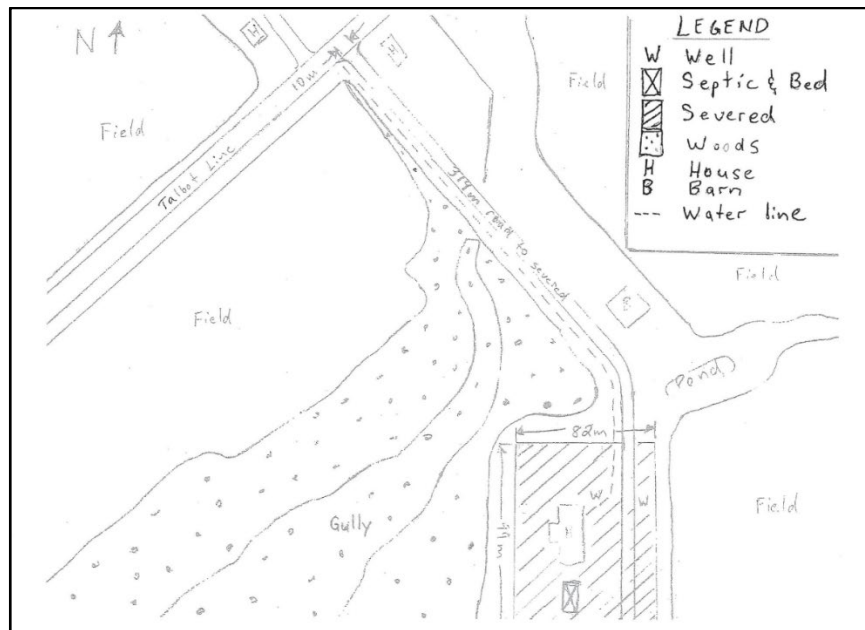 N
H
H
LEGEND
W Well
Septic & Bed
Severed
Woods
H House
B Barn
--- Water line
Field
Field
10m
Talbot Line
319m road to severed
Field
Field
B
Pond
82m
99m
W
W
H
Gully
Field